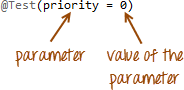 @Test(priority = 0)
parameter
value of the
parameter